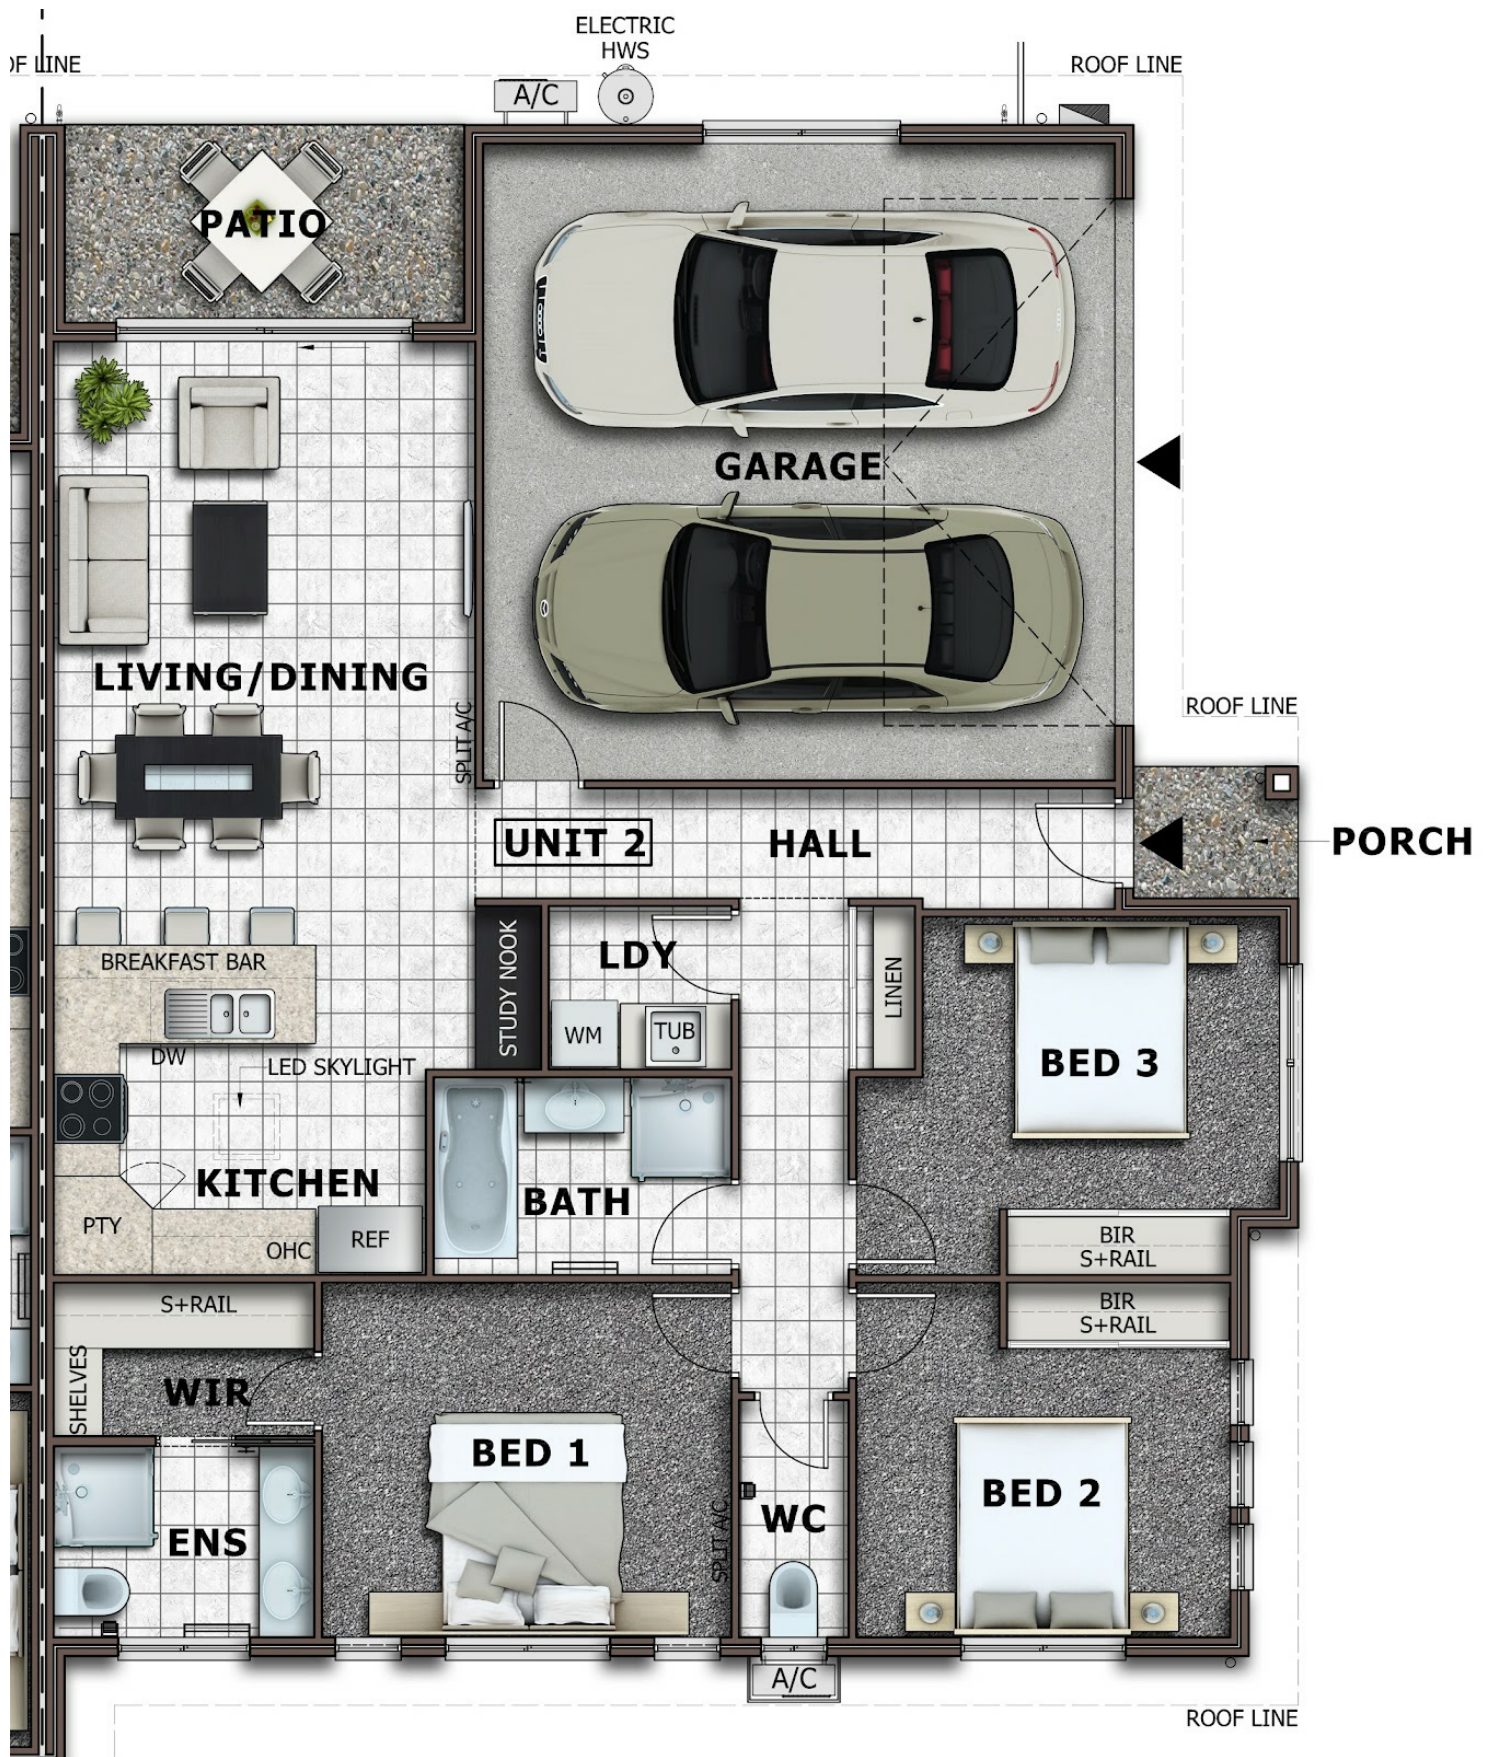 ELECTRIC
HWS
OF LINE
ROOF LINE
A/C
PATIO
GARAGE
LIVING/DINING
SPLIT A/C
ROOF LINE
UNIT 2
HALL
PORCH
BREAKFAST BAR
STUDY NOOK
LDY
LINEN
WM
TUB
DW
LED SKYLIGHT
BED 3
KITCHEN
BATH
PTY
OHC
REF
BIR
S+RAIL
S+RAIL
BIR
S+RAIL
SHELVES
WIR
BED 1
BED 2
WC
ENS
SPLIT A/C
A/C
ROOF LINE